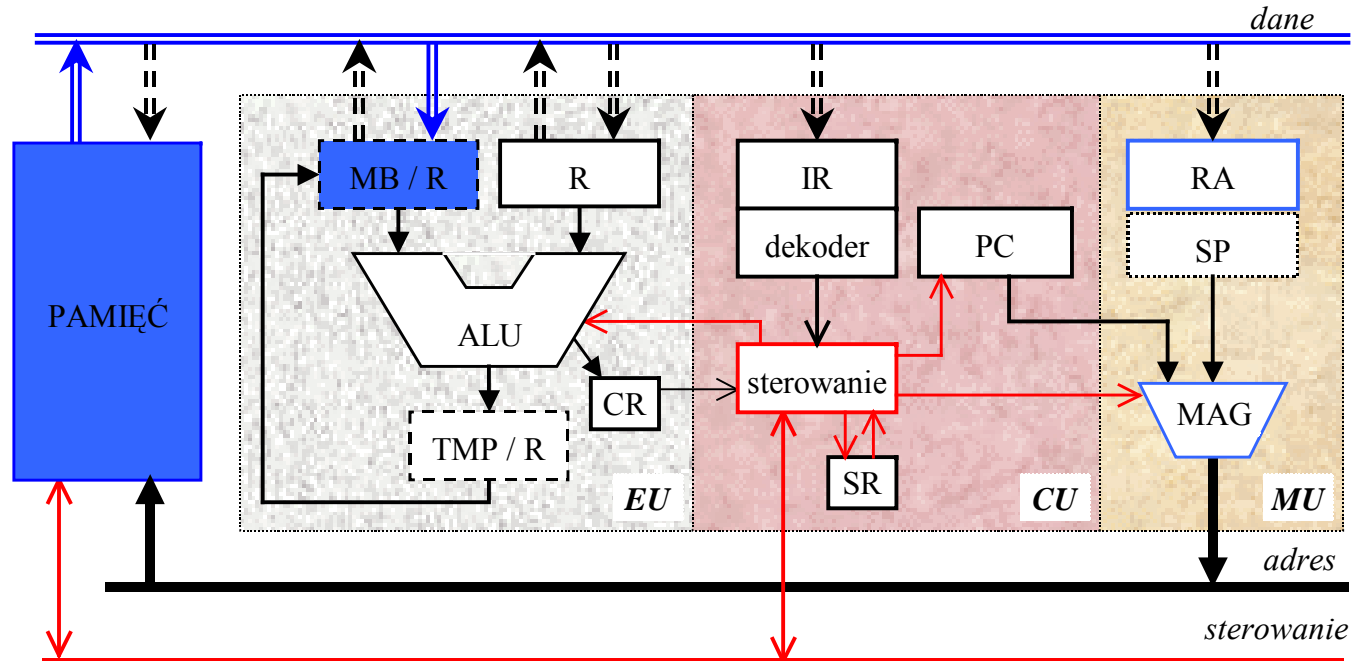 dane
MB / R
R
IR
RA
dekoder
PC
SP
PAMIĘĆ
ALU
sterowanie
CR
MAG
TMP / R
SR
EU
CU
MU
adres
sterowanie